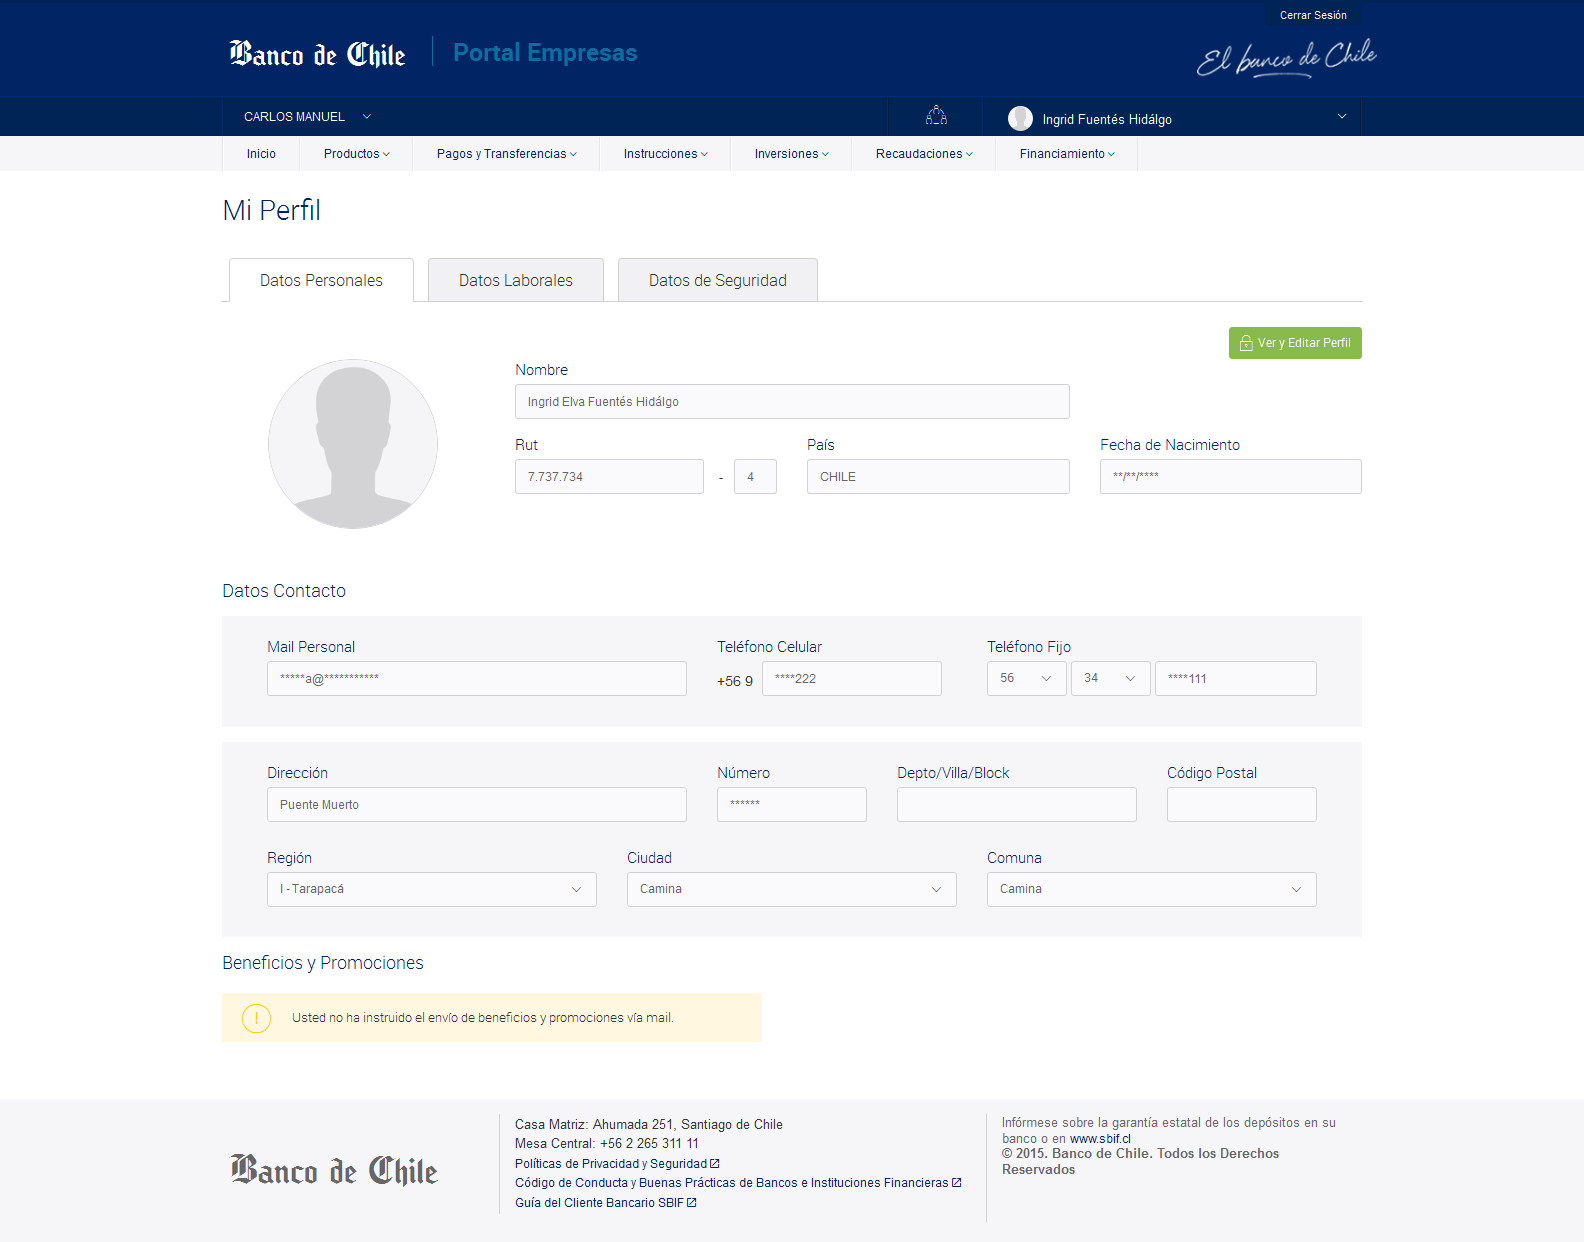 Cerrar Sesión
Banco de Chile | Portal Empresas
El banco de Chile
CARLOS MANUEL
Ingrid Fuentés Hidálgo
Inicio Productos Pagos y Transferencias Instrucciones Inversiones Recaudaciones Financiamiento
Mi Perfil
Datos Personales Datos Laborales Datos de Seguridad
Ver y Editar Perfil
Nombre
Ingrid Elva Fuentés Hidálgo
Rut País Fecha de Nacimiento
7.737.734 - 4 CHILE **/**/****
Datos Contacto
Mail Personal Teléfono Celular Teléfono Fijo
*****a@*********** +56 9 ****222 56 34 ****111
Dirección Número Depto/Villa/Block Código Postal
Puente Muerto ******
Región Ciudad Comuna
I - Tarapacá Camina Camina
Beneficios y Promociones
! Usted no ha instruido el envío de beneficios y promociones vía mail.
Banco de Chile
Casa Matriz: Ahumada 251, Santiago de Chile
Mesa Central: +56 2 265 311 11
Políticas de Privacidad y Seguridad
Código de Conducta y Buenas Prácticas de Bancos e Instituciones Financieras
Guía del Cliente Bancario SBIF
Infórmese sobre la garantía estatal de los depósitos en su
banco o en www.sbif.cl
© 2015. Banco de Chile. Todos los Derechos
Reservados